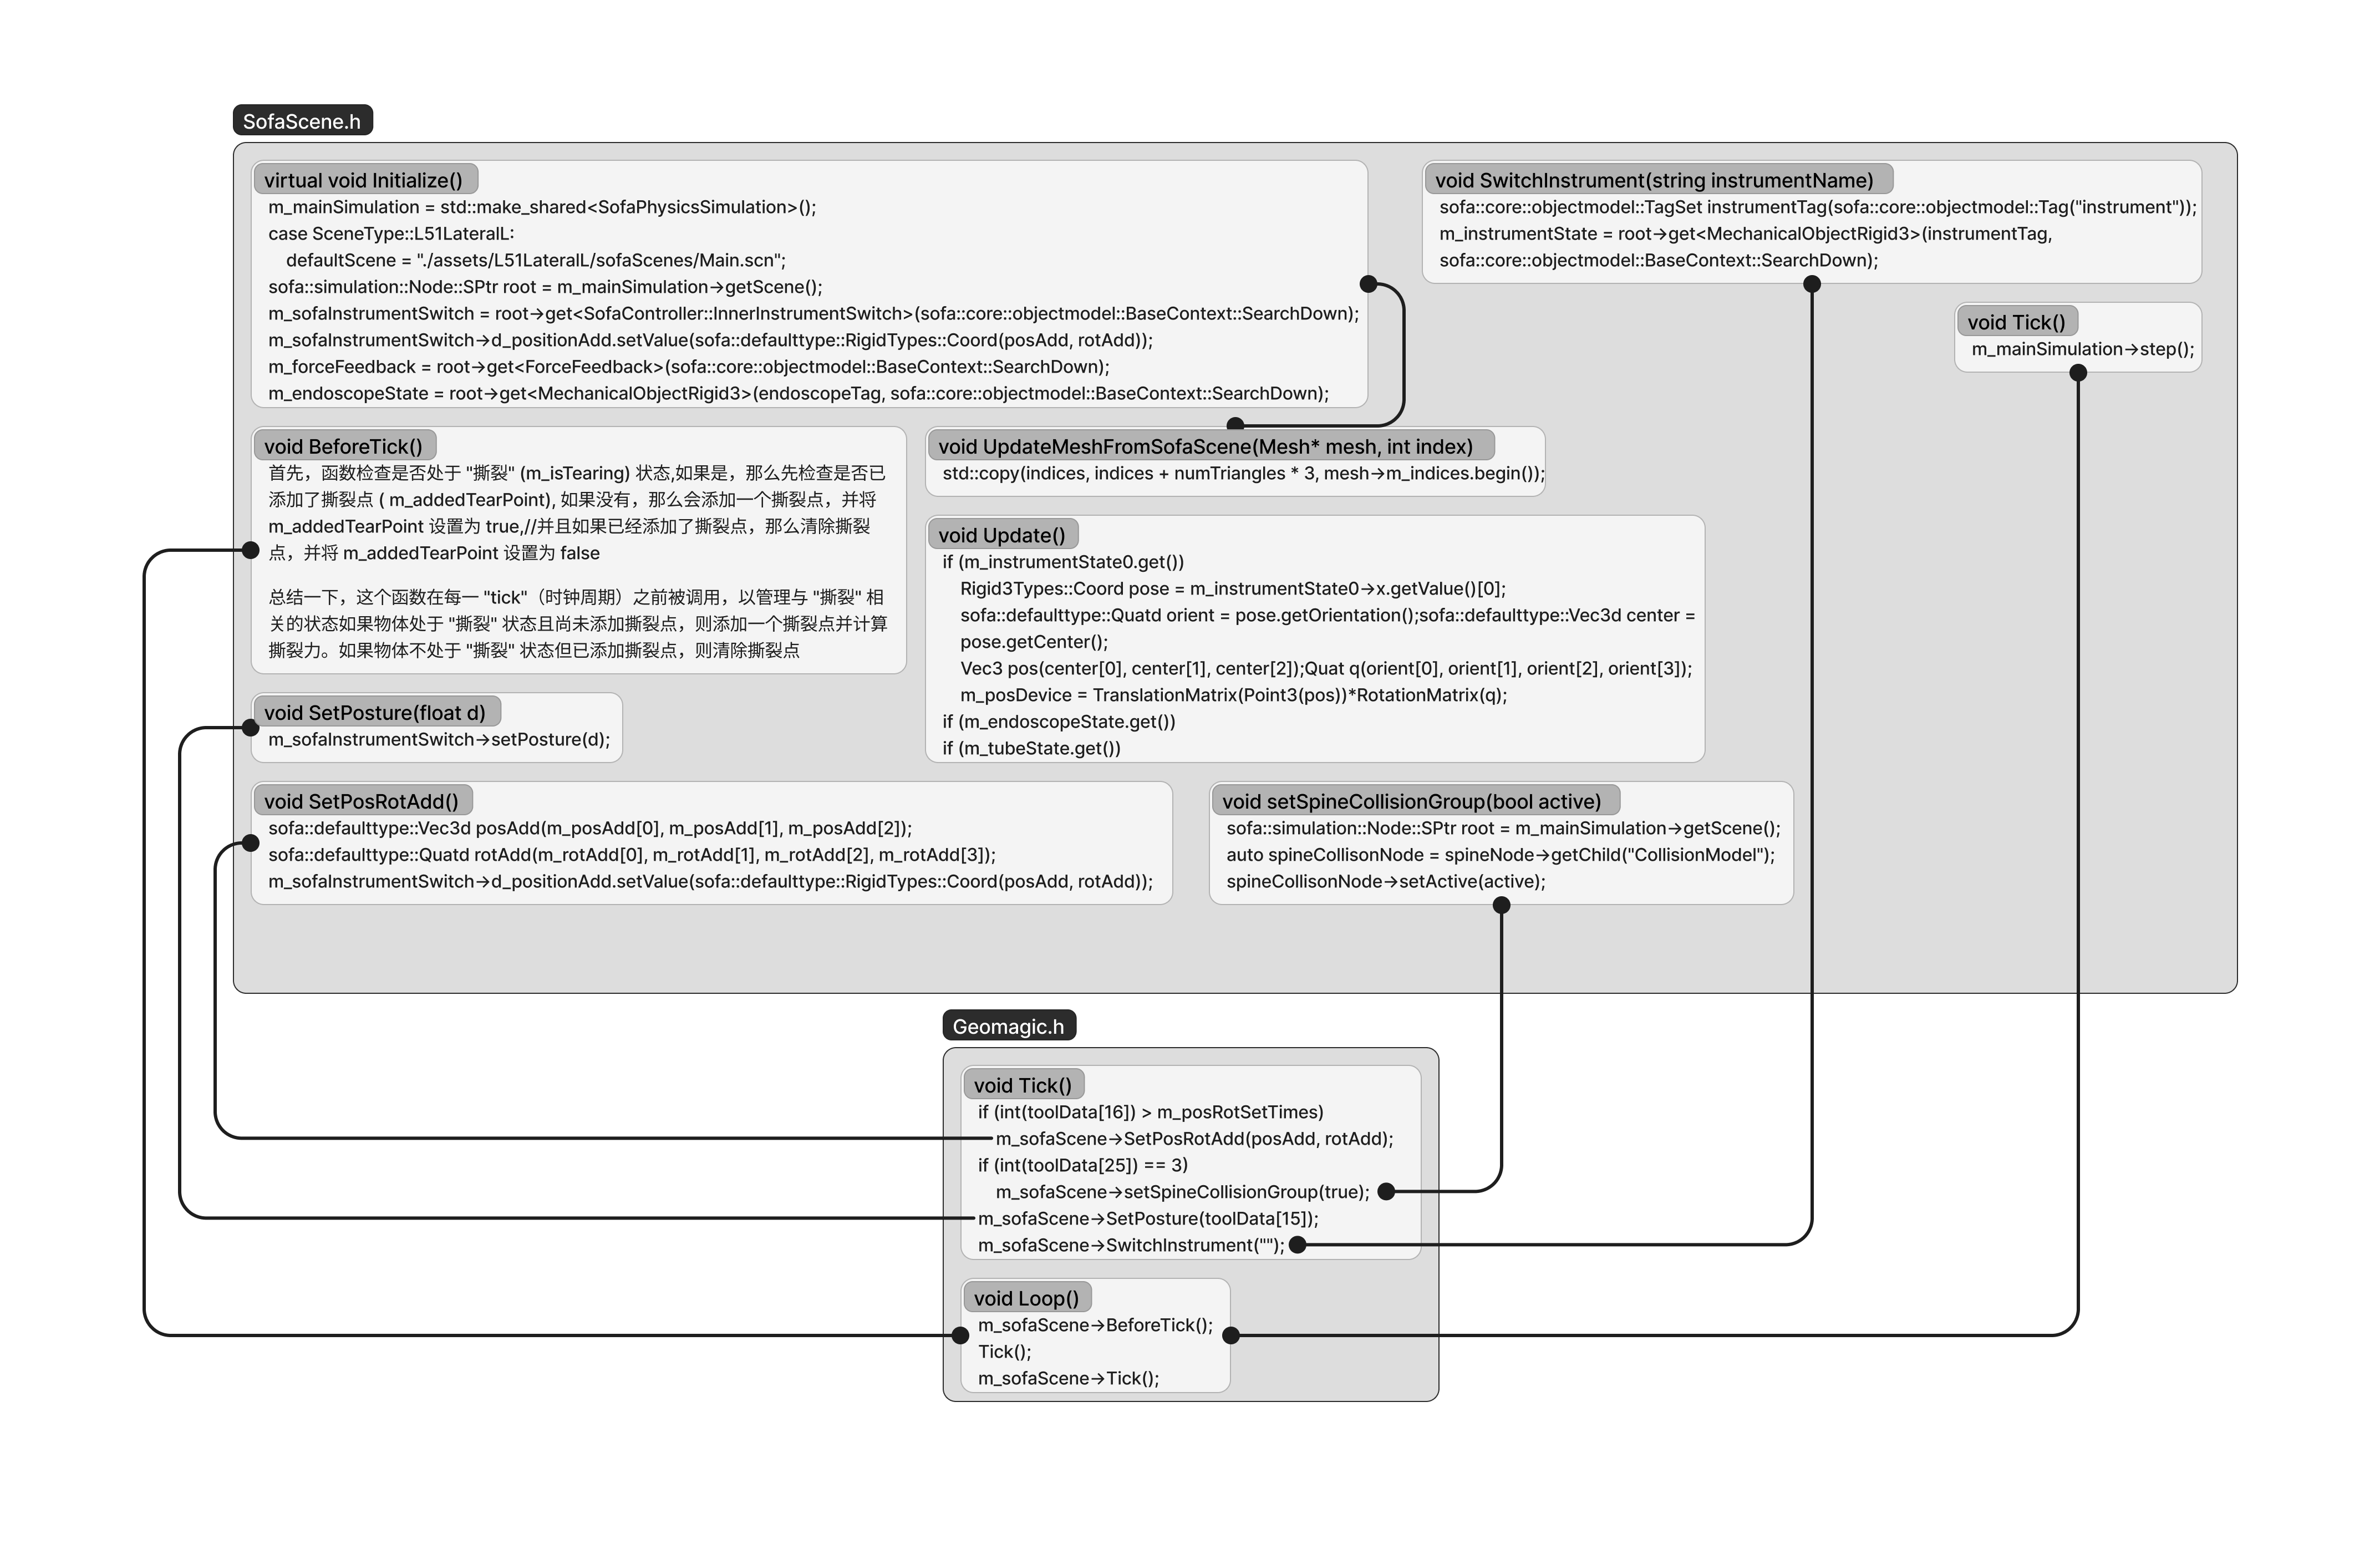 SofaScene.h
virtual void Initialize()
m_mainSimulation = std::make_shared<SofaPhysicsSimulation>();
case SceneType::L51LateralL:
defaultScene = "./assets/L51LateralL/sofaScenes/Main.scn";
sofa::simulation::Node::SPtr root = m_mainSimulation->getScene();
m_sofaInstrumentSwitch = root->get<SofaController::InnerInstrumentSwitch>(sofa::core::objectmodel::BaseContext::SearchDown);
m_sofaInstrumentSwitch->d_positionAdd.setValue(sofa::defaulttype::RigidTypes::Coord(posAdd, rotAdd));
m_forceFeedback = root->get<ForceFeedback>(sofa::core::objectmodel::BaseContext::SearchDown);
m_endoscopeState = root->get<MechanicalObjectRigid3>(endoscopeTag, sofa::core::objectmodel::BaseContext::SearchDown);
void SwitchInstrument(string instrumentName)
sofa::core::objectmodel::TagSet instrumentTag(sofa::core::objectmodel::Tag("instrument"));
m_instrumentState = root->get<MechanicalObjectRigid3>(instrumentTag,
sofa::core::objectmodel::BaseContext::SearchDown);
void Tick()
m_mainSimulation->step();
void BeforeTick()
首先，函数检查是否处于 "撕裂" (m_isTearing) 状态,如果是，那么先检查是否已
添加了撕裂点 ( m_addedTearPoint), 如果没有，那么会添加一个撕裂点，并将
m_addedTearPoint 设置为 true,//并且如果已经添加了撕裂点，那么清除撕裂
点，并将 m_addedTearPoint 设置为 false
总结一下，这个函数在每一 "tick"（时钟周期）之前被调用，以管理与 "撕裂" 相
关的状态如果物体处于 "撕裂" 状态且尚未添加撕裂点，则添加一个撕裂点并计算
撕裂力。如果物体不处于 "撕裂" 状态但已添加撕裂点，则清除撕裂点
void UpdateMeshFromSofaScene(Mesh* mesh, int index)
std::copy(indices, indices + numTriangles * 3, mesh->m_indices.begin());
void Update()
if (m_instrumentState0.get())
Rigid3Types::Coord pose = m_instrumentState0->x.getValue()[0];
sofa::defaulttype::Quatd orient = pose.getOrientation();sofa::defaulttype::Vec3d center =
pose.getCenter();
Vec3 pos(center[0], center[1], center[2]);Quat q(orient[0], orient[1], orient[2], orient[3]);
m_posDevice = TranslationMatrix(Point3(pos))*RotationMatrix(q);
if (m_endoscopeState.get())
if (m_tubeState.get())
void SetPosture(float d)
m_sofaInstrumentSwitch->setPosture(d);
void SetPosRotAdd()
sofa::defaulttype::Vec3d posAdd(m_posAdd[0], m_posAdd[1], m_posAdd[2]);
sofa::defaulttype::Quatd rotAdd(m_rotAdd[0], m_rotAdd[1], m_rotAdd[2], m_rotAdd[3]);
m_sofaInstrumentSwitch->d_positionAdd.setValue(sofa::defaulttype::RigidTypes::Coord(posAdd, rotAdd));
void setSpineCollisionGroup(bool active)
sofa::simulation::Node::SPtr root = m_mainSimulation->getScene();
auto spineCollisonNode = spineNode->getChild("CollisionModel");
spineCollisonNode->setActive(active);
Geomagic.h
void Tick()
if (int(toolData[16]) > m_posRotSetTimes)
m_sofaScene->SetPosRotAdd(posAdd, rotAdd);
if (int(toolData[25]) == 3)
m_sofaScene->setSpineCollisionGroup(true);
m_sofaScene->SetPosture(toolData[15]);
m_sofaScene->SwitchInstrument("");
void Loop()
m_sofaScene->BeforeTick();
Tick();
m_sofaScene->Tick();